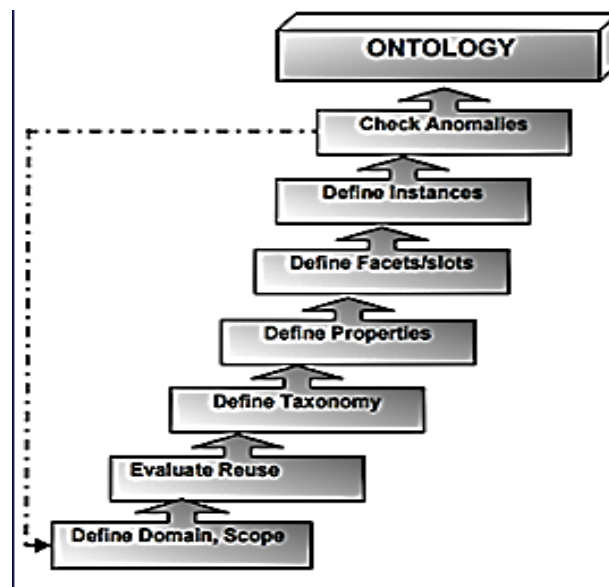 ONTOLOGY
Check Anomalies
Define Instances
Define Facets/slots
Define Properties
Define Taxonomy
Evaluate Reuse
Define Domain, Scope